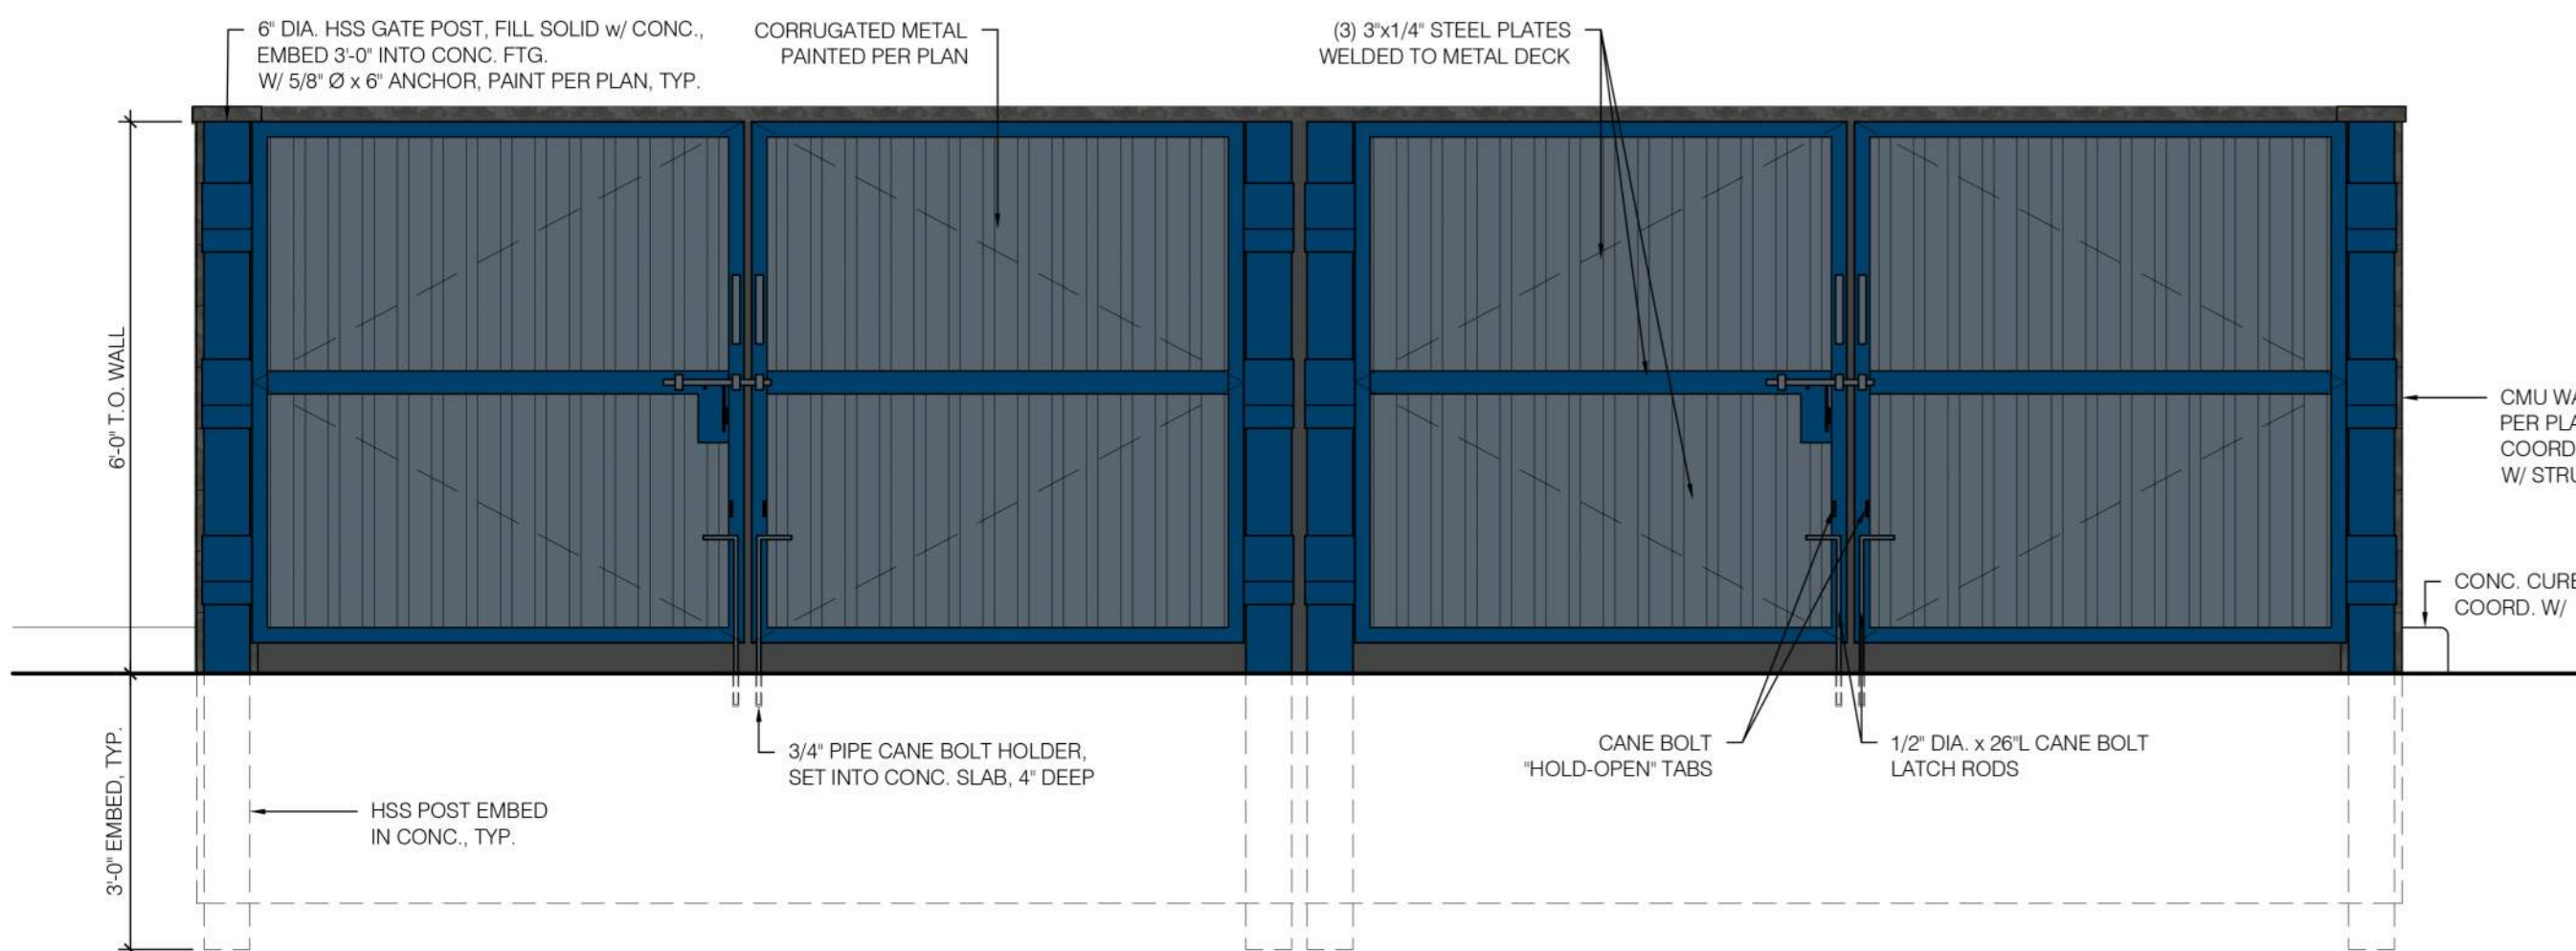 6" DIA. HSS GATE POST, FILL SOLID w/ CONC.,
EMBED 3'-0" INTO CONC. FTG.
W/ 5/8" Ø x 6" ANCHOR, PAINT PER PLAN, TYP.
CORRUGATED METAL
PAINTED PER PLAN
(3) 3"x1/4" STEEL PLATES
WELDED TO METAL DECK
6'-0" T.O. WALL
CMU
PER
COORD
W/
CONC.
COORD. W/
3'-0" EMBED, TYP.
3/4" PIPE CANE BOLT HOLDER,
SET INTO CONC. SLAB, 4" DEEP
CANE BOLT
"HOLD-OPEN" TABS
1/2" DIA. x 26"L CANE BOLT
LATCH RODS
HSS POST EMBED
IN CONC., TYP.